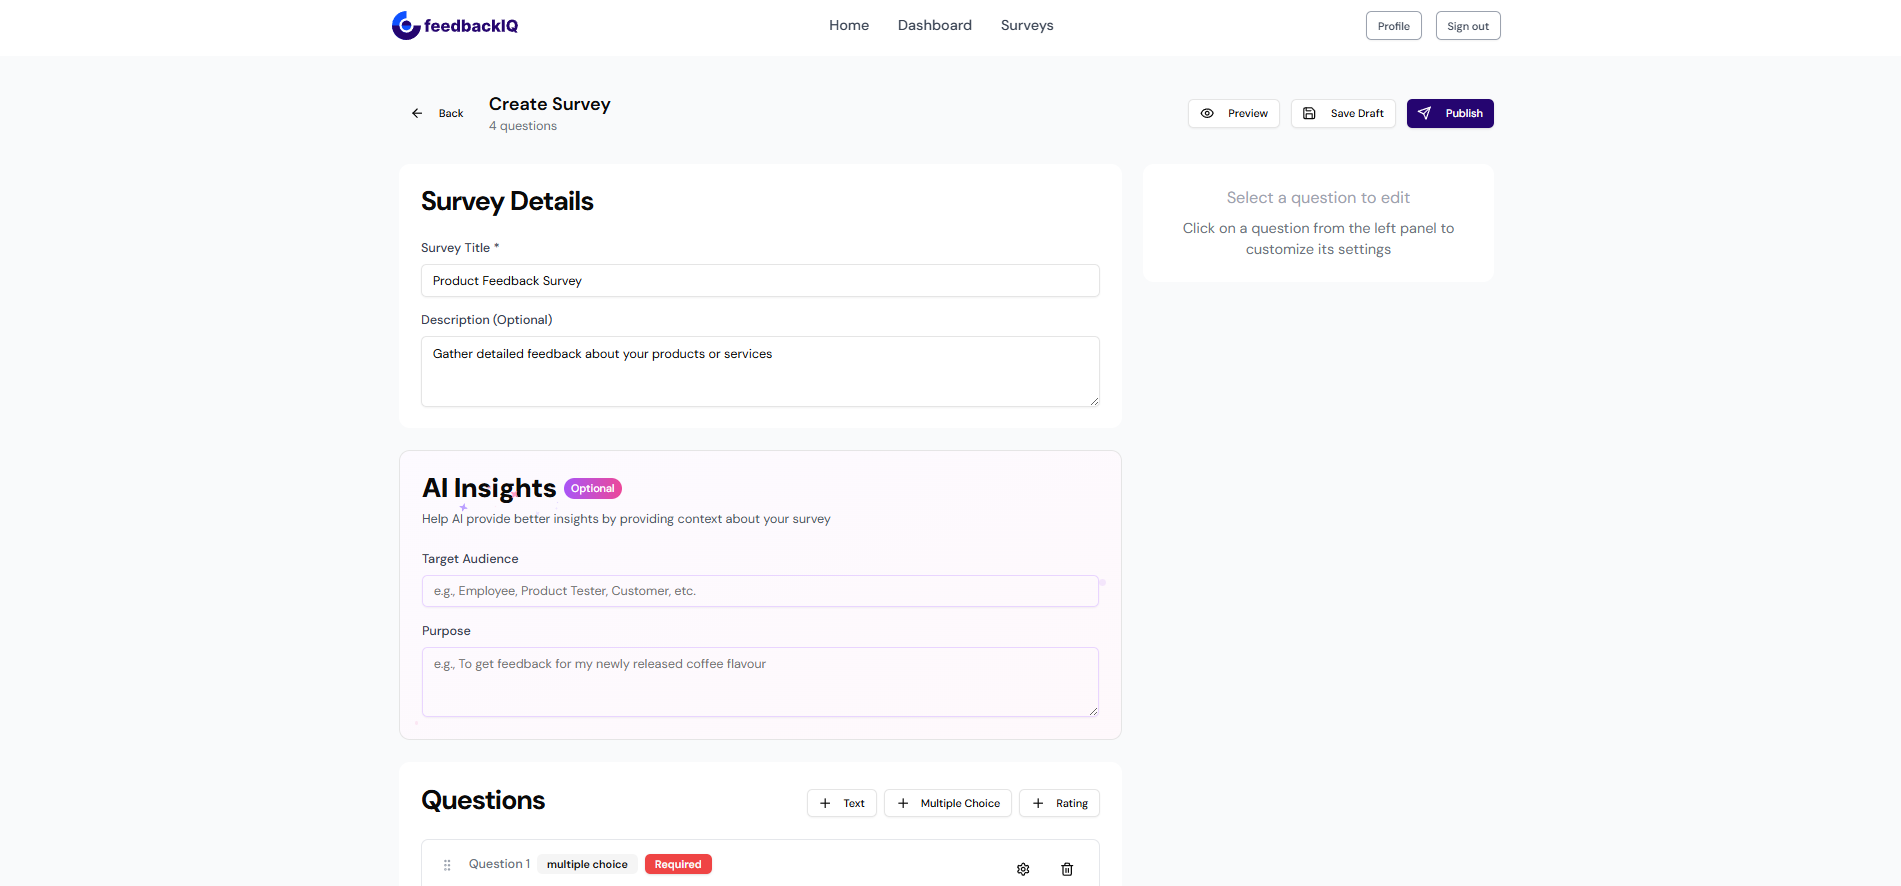 feedbackIQ
Home
Dashboard
Surveys
Profile
Sign out
Back
Create Survey
4 questions
Preview
Save Draft
Publish
Survey Details
Survey Title *
Product Feedback Survey
Description (Optional)
Gather detailed feedback about your products or services
Select a question to edit
Click on a question from the left panel to
customize its settings
AI Insights
Optional
Help AI provide better insights by providing context about your survey
Target Audience
e.g., Employee, Product Tester, Customer, etc.
Purpose
e.g., To get feedback for my newly released coffee flavour
Questions
Text
Multiple Choice
Rating
Question 1
multiple choice
Required